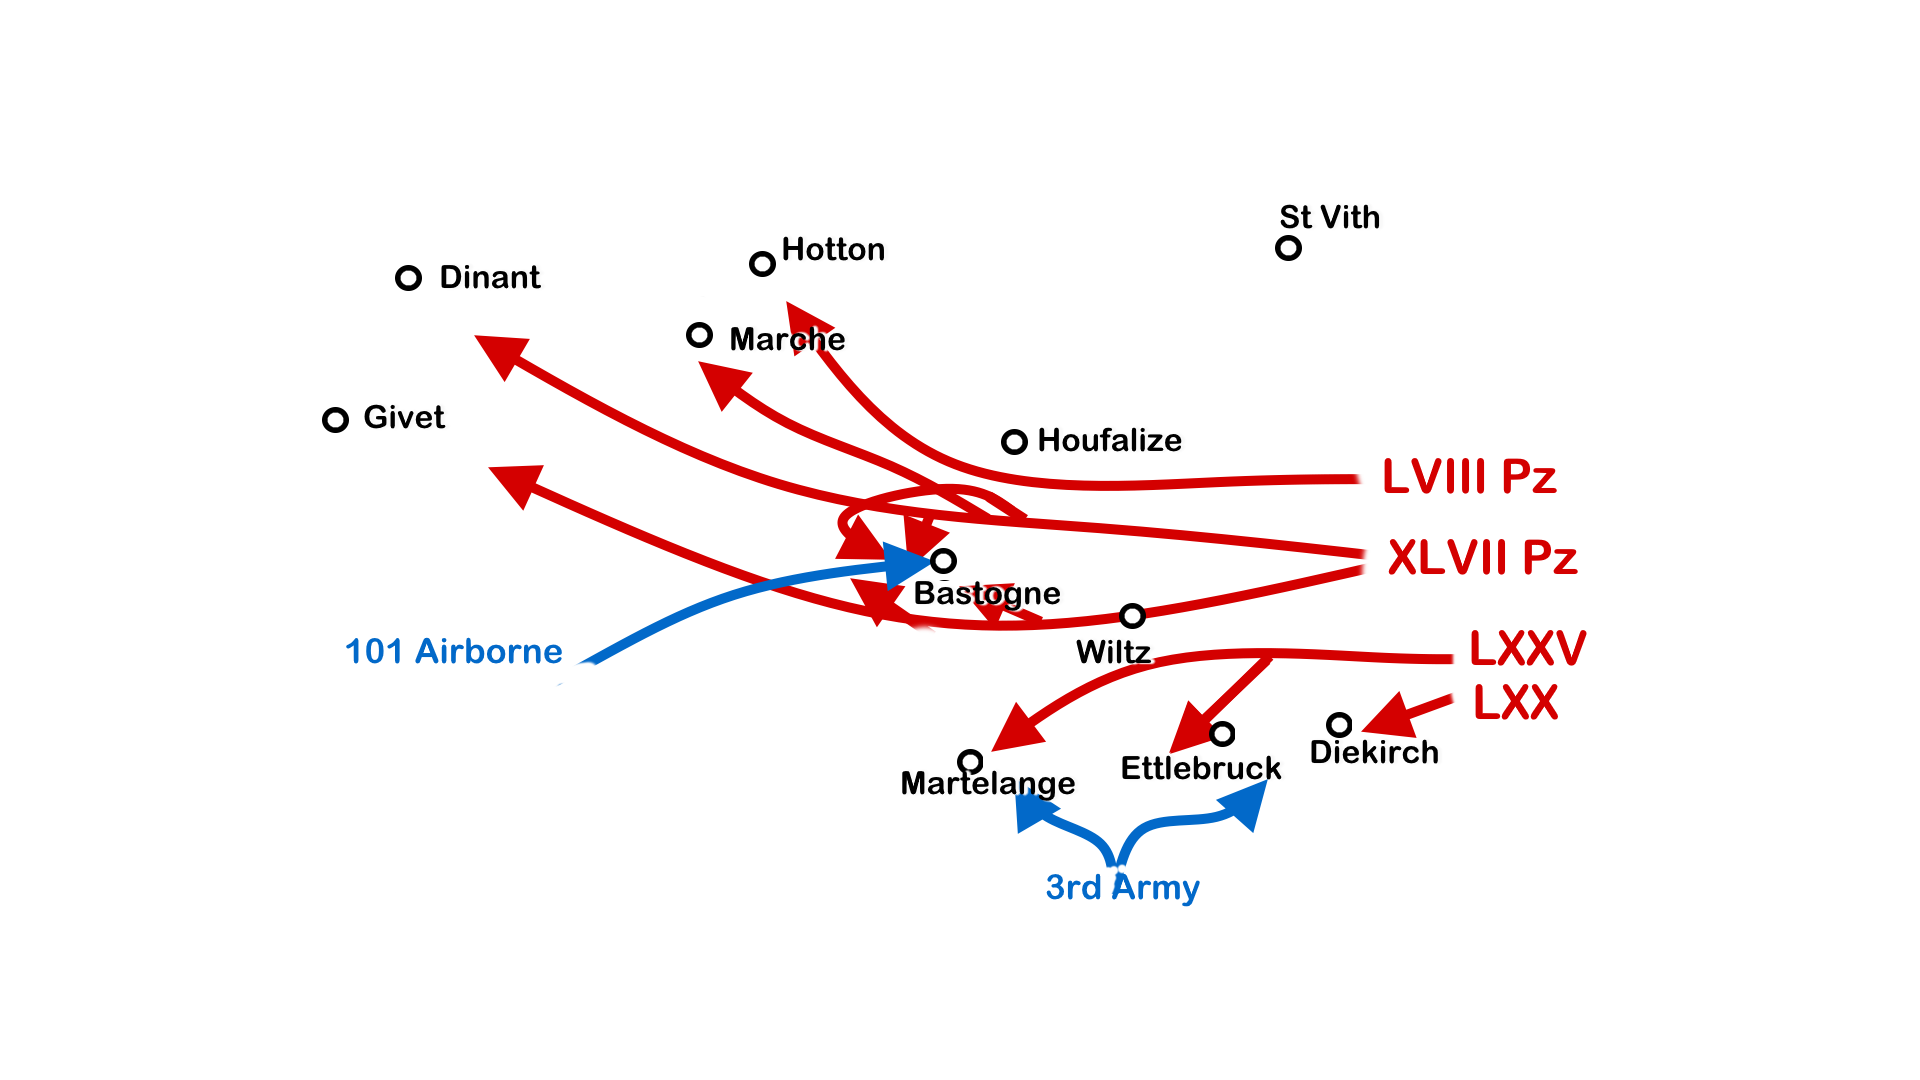 St Vith
Hotton
Dinant
Marche
Givet
Houfalize
LVIII Pz
XLVII Pz
Bastogne
101 Airborne
Wiltz
LXXV
LXX
Diekirch
Ettlebruck
Martelange
3rd Army